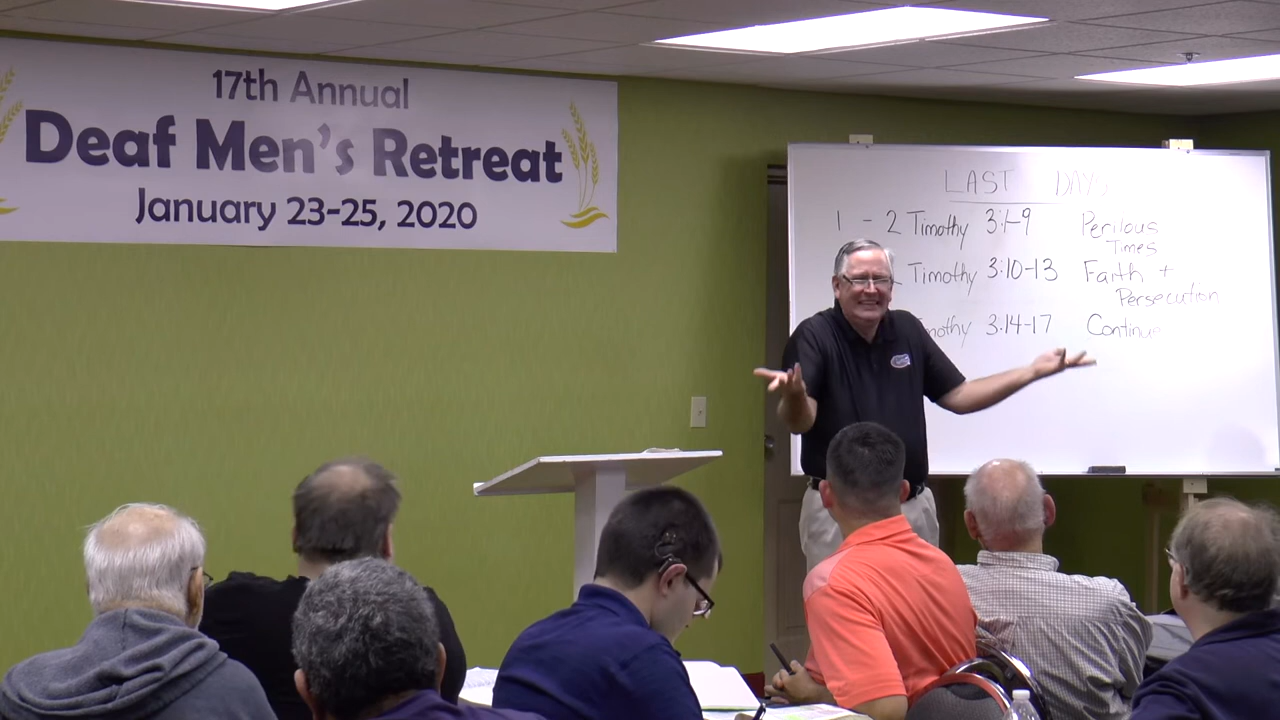 17th Annual
Deaf Men's Retreat
January 23-25, 2020
LAST DAYS
1 - 2 Timothy 3:1-9 Perilous
Times
2 Timothy 3:10-13 Faith +
Persecution
3:14-17 Continue